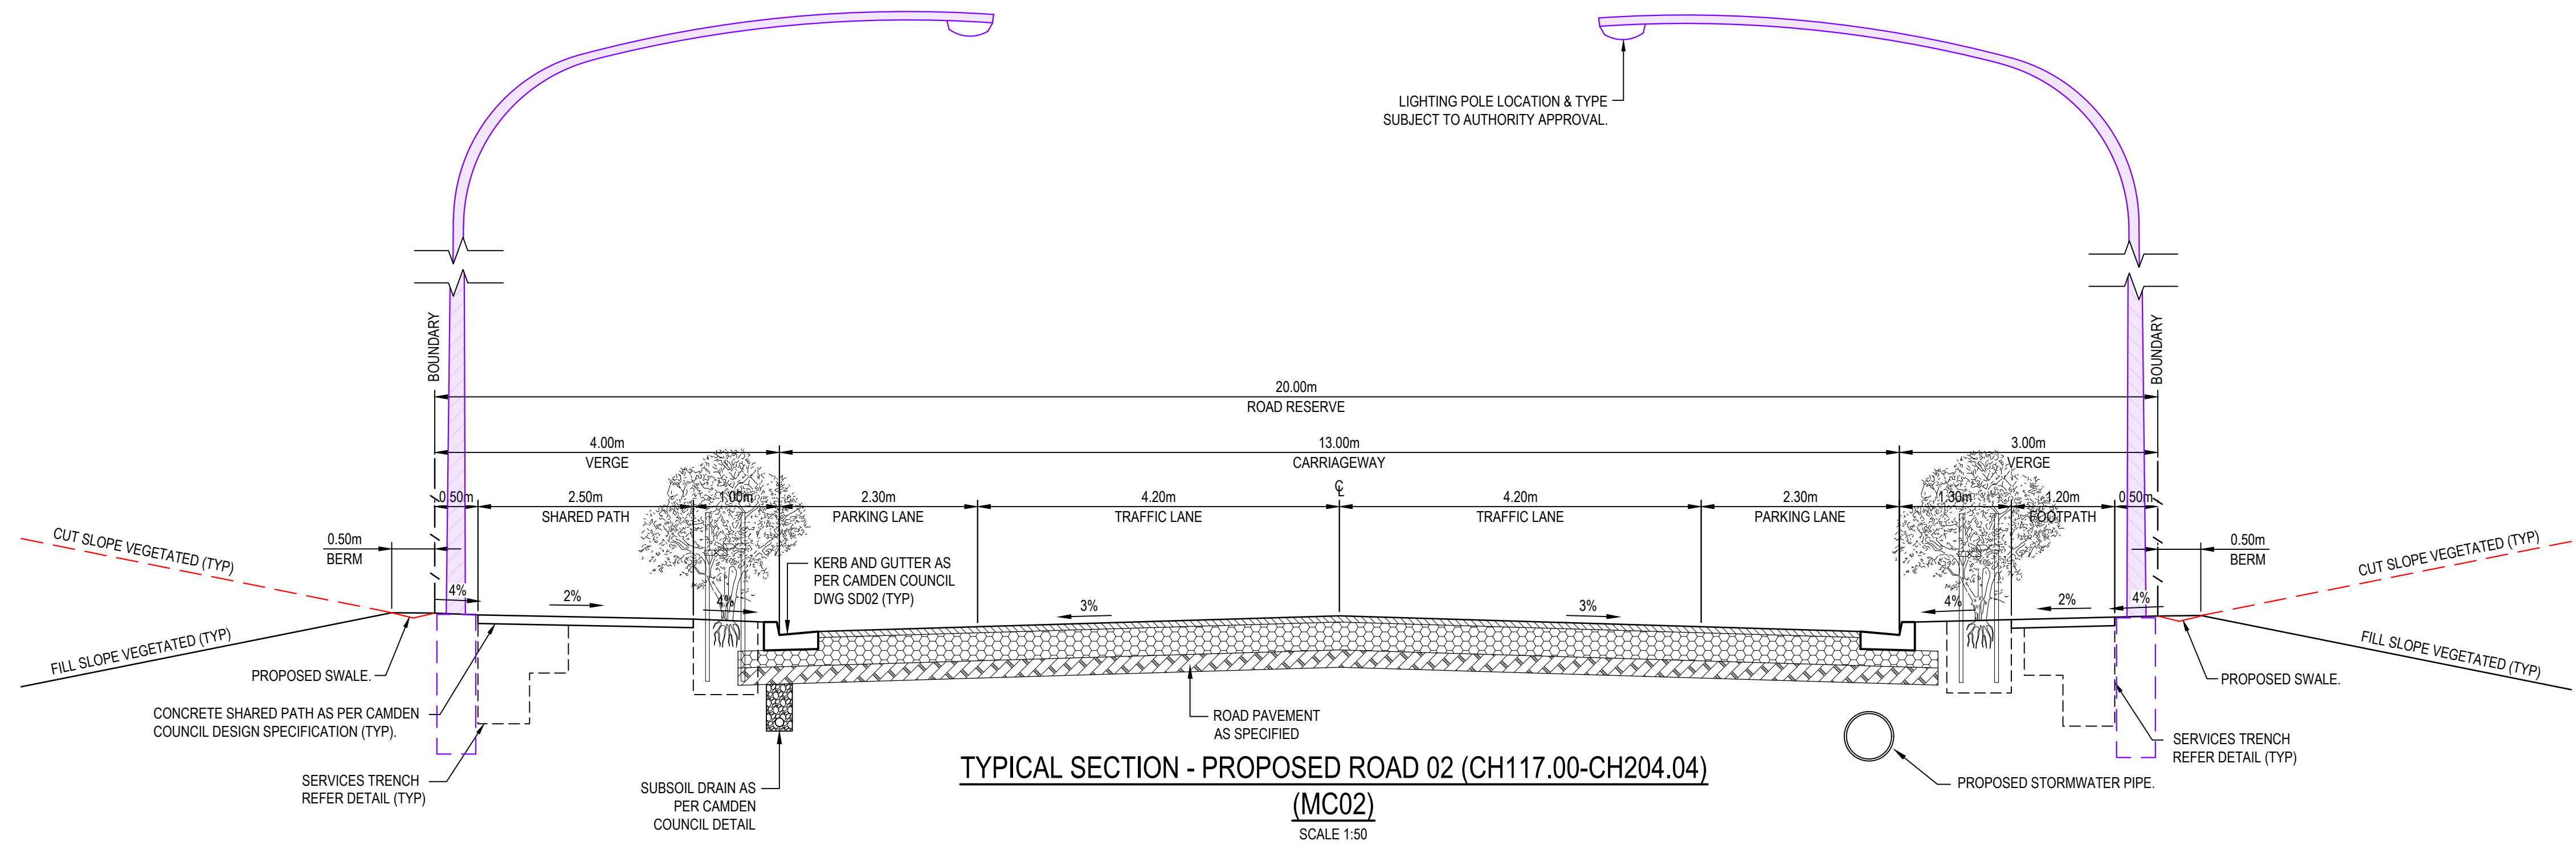 LIGHTING POLE LOCATION & TYPE
SUBJECT TO AUTHORITY APPROVAL.
BOUNDARY
BOUNDARY
20.00m
ROAD RESERVE
4.00m
VERGE
13.00m
CARRIAGEWAY
3.00m
VERGE
0.50m
2.50m
SHARED PATH
1.00m
2.30m
PARKING LANE
4.20m
TRAFFIC LANE
℄
4.20m
TRAFFIC LANE
2.30m
PARKING LANE
1.30m
1.20m
FOOTPATH
0.50m
CUT SLOPE VEGETATED (TYP)
0.50m
BERM
KERB AND GUTTER AS
PER CAMDEN COUNCIL
DWG SD02 (TYP)
0.50m
BERM
CUT SLOPE VEGETATED (TYP)
4%
2%
4%
3%
3%
4%
2%
4%
FILL SLOPE VEGETATED (TYP)
FILL SLOPE VEGETATED (TYP)
PROPOSED SWALE.
PROPOSED SWALE.
CONCRETE SHARED PATH AS PER CAMDEN
COUNCIL DESIGN SPECIFICATION (TYP).
ROAD PAVEMENT
AS SPECIFIED
SERVICES TRENCH
REFER DETAIL (TYP)
SERVICES TRENCH
REFER DETAIL (TYP)
SUBSOIL DRAIN AS
PER CAMDEN
COUNCIL DETAIL
PROPOSED STORMWATER PIPE.
TYPICAL SECTION - PROPOSED ROAD 02 (CH117.00-CH204.04)
(MC02)
SCALE 1:50